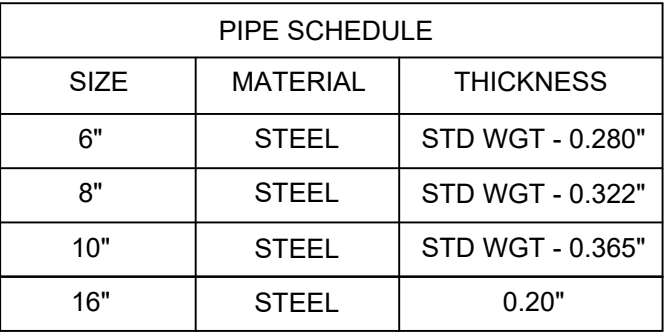 PIPE SCHEDULE
SIZE MATERIAL THICKNESS
6" STEEL STD WGT - 0.280"
8" STEEL STD WGT - 0.322"
10" STEEL STD WGT - 0.365"
16" STEEL 0.20"